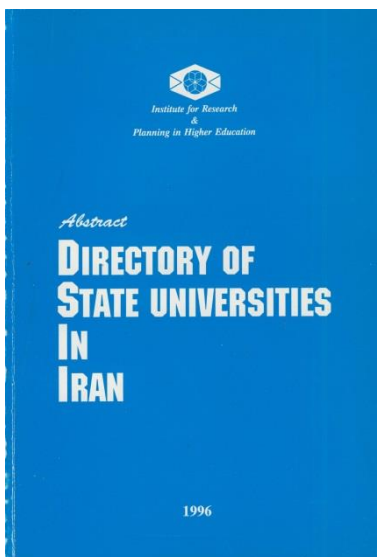 Institute for Research
&
Planning in Higher Education
Abstract
DIRECTORY OF
STATE UNIVERSITIES
IN
IRAN
1996